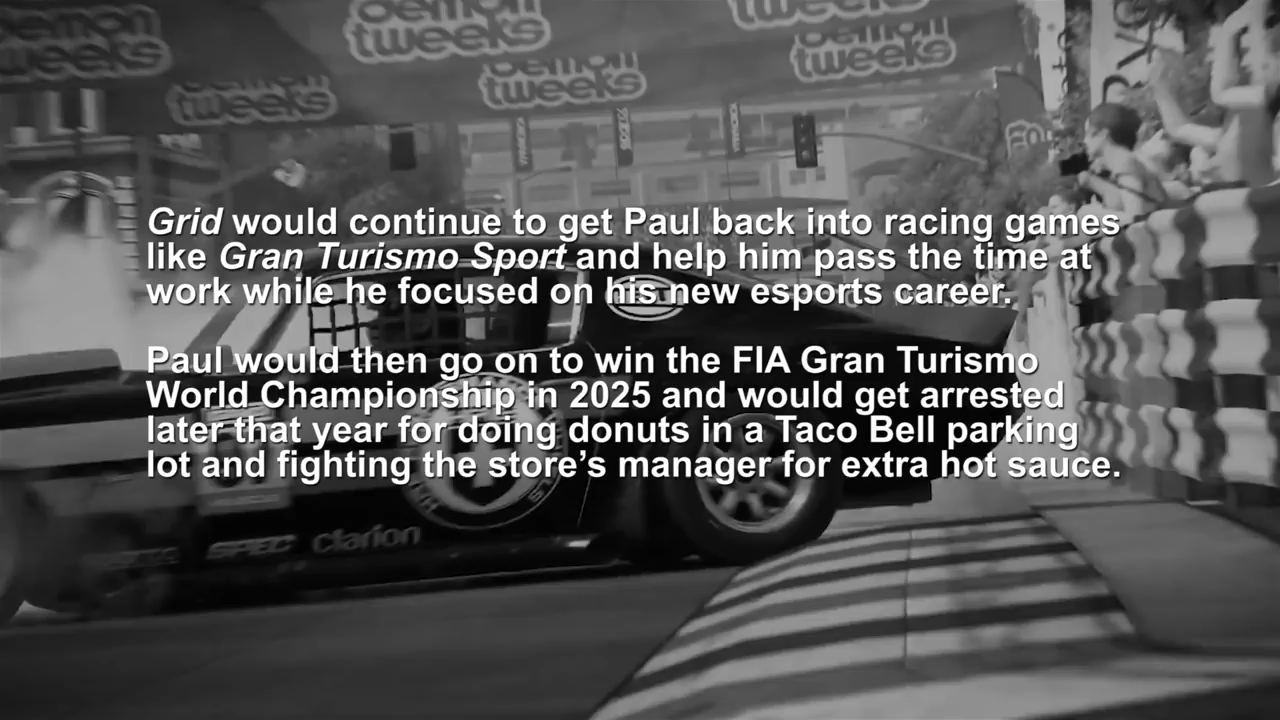 demon
tweeks
demon
tweeks
demon
tweeks
demon
tweeks
tweeks
Grid would continue to get Paul back into racing games
like Gran Turismo Sport and help him pass the time at
work while he focused on his new esports career.
Paul would then go on to win the FIA Gran Turismo
World Championship in 2025 and would get arrested
later that year for doing donuts in a Taco Bell parking
lot and fighting the store’s manager for extra hot sauce.
SPEC
clarion